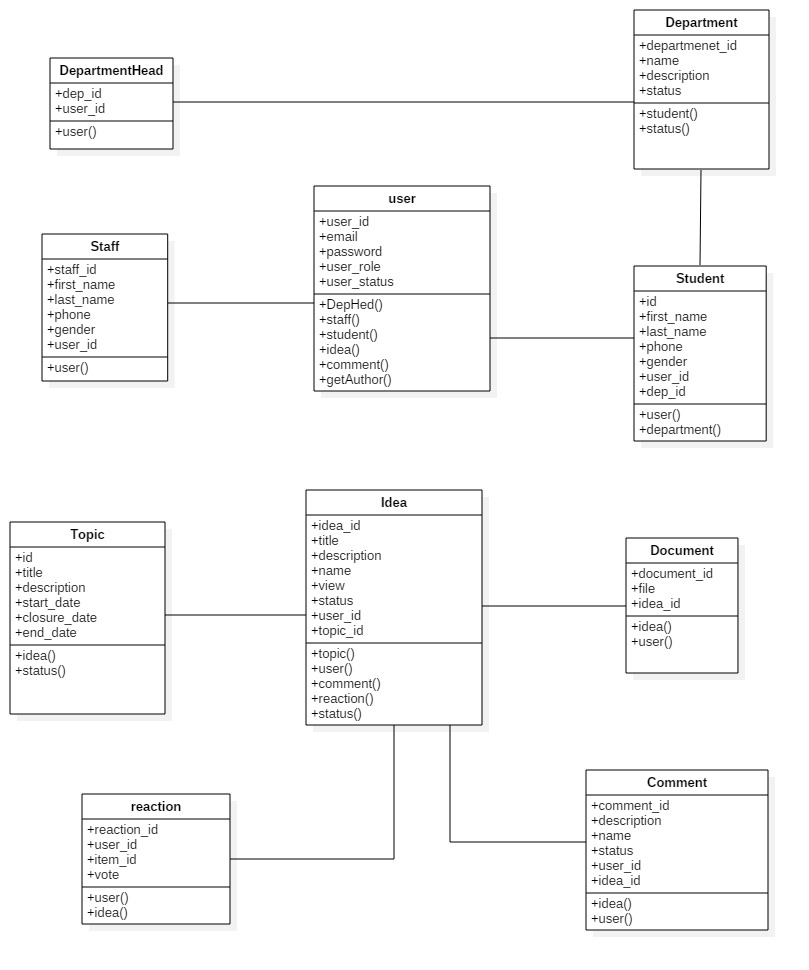 Department
+departmenet_id
+name
+description
+status
+student()
+status()
DepartmentHead
+dep_id
+user_id
+user()
user
+user_id
+email
+password
+user_role
+user_status
+DepHed()
+staff()
+student()
+idea()
+comment()
+getAuthor()
Staff
+staff_id
+first_name
+last_name
+phone
+gender
+user_id
+user()
Student
+id
+first_name
+last_name
+phone
+gender
+user_id
+dep_id
+user()
+department()
Idea
+idea_id
+title
+description
+name
+view
+status
+user_id
+topic_id
+topic()
+user()
+comment()
+reaction()
+status()
Topic
+id
+title
+description
+start_date
+closure_date
+end_date
+idea()
+status()
Document
+document_id
+file
+idea_id
+idea()
+user()
reaction
+reaction_id
+user_id
+item_id
+vote
+user()
+idea()
Comment
+comment_id
+description
+name
+status
+user_id
+idea_id
+idea()
+user()